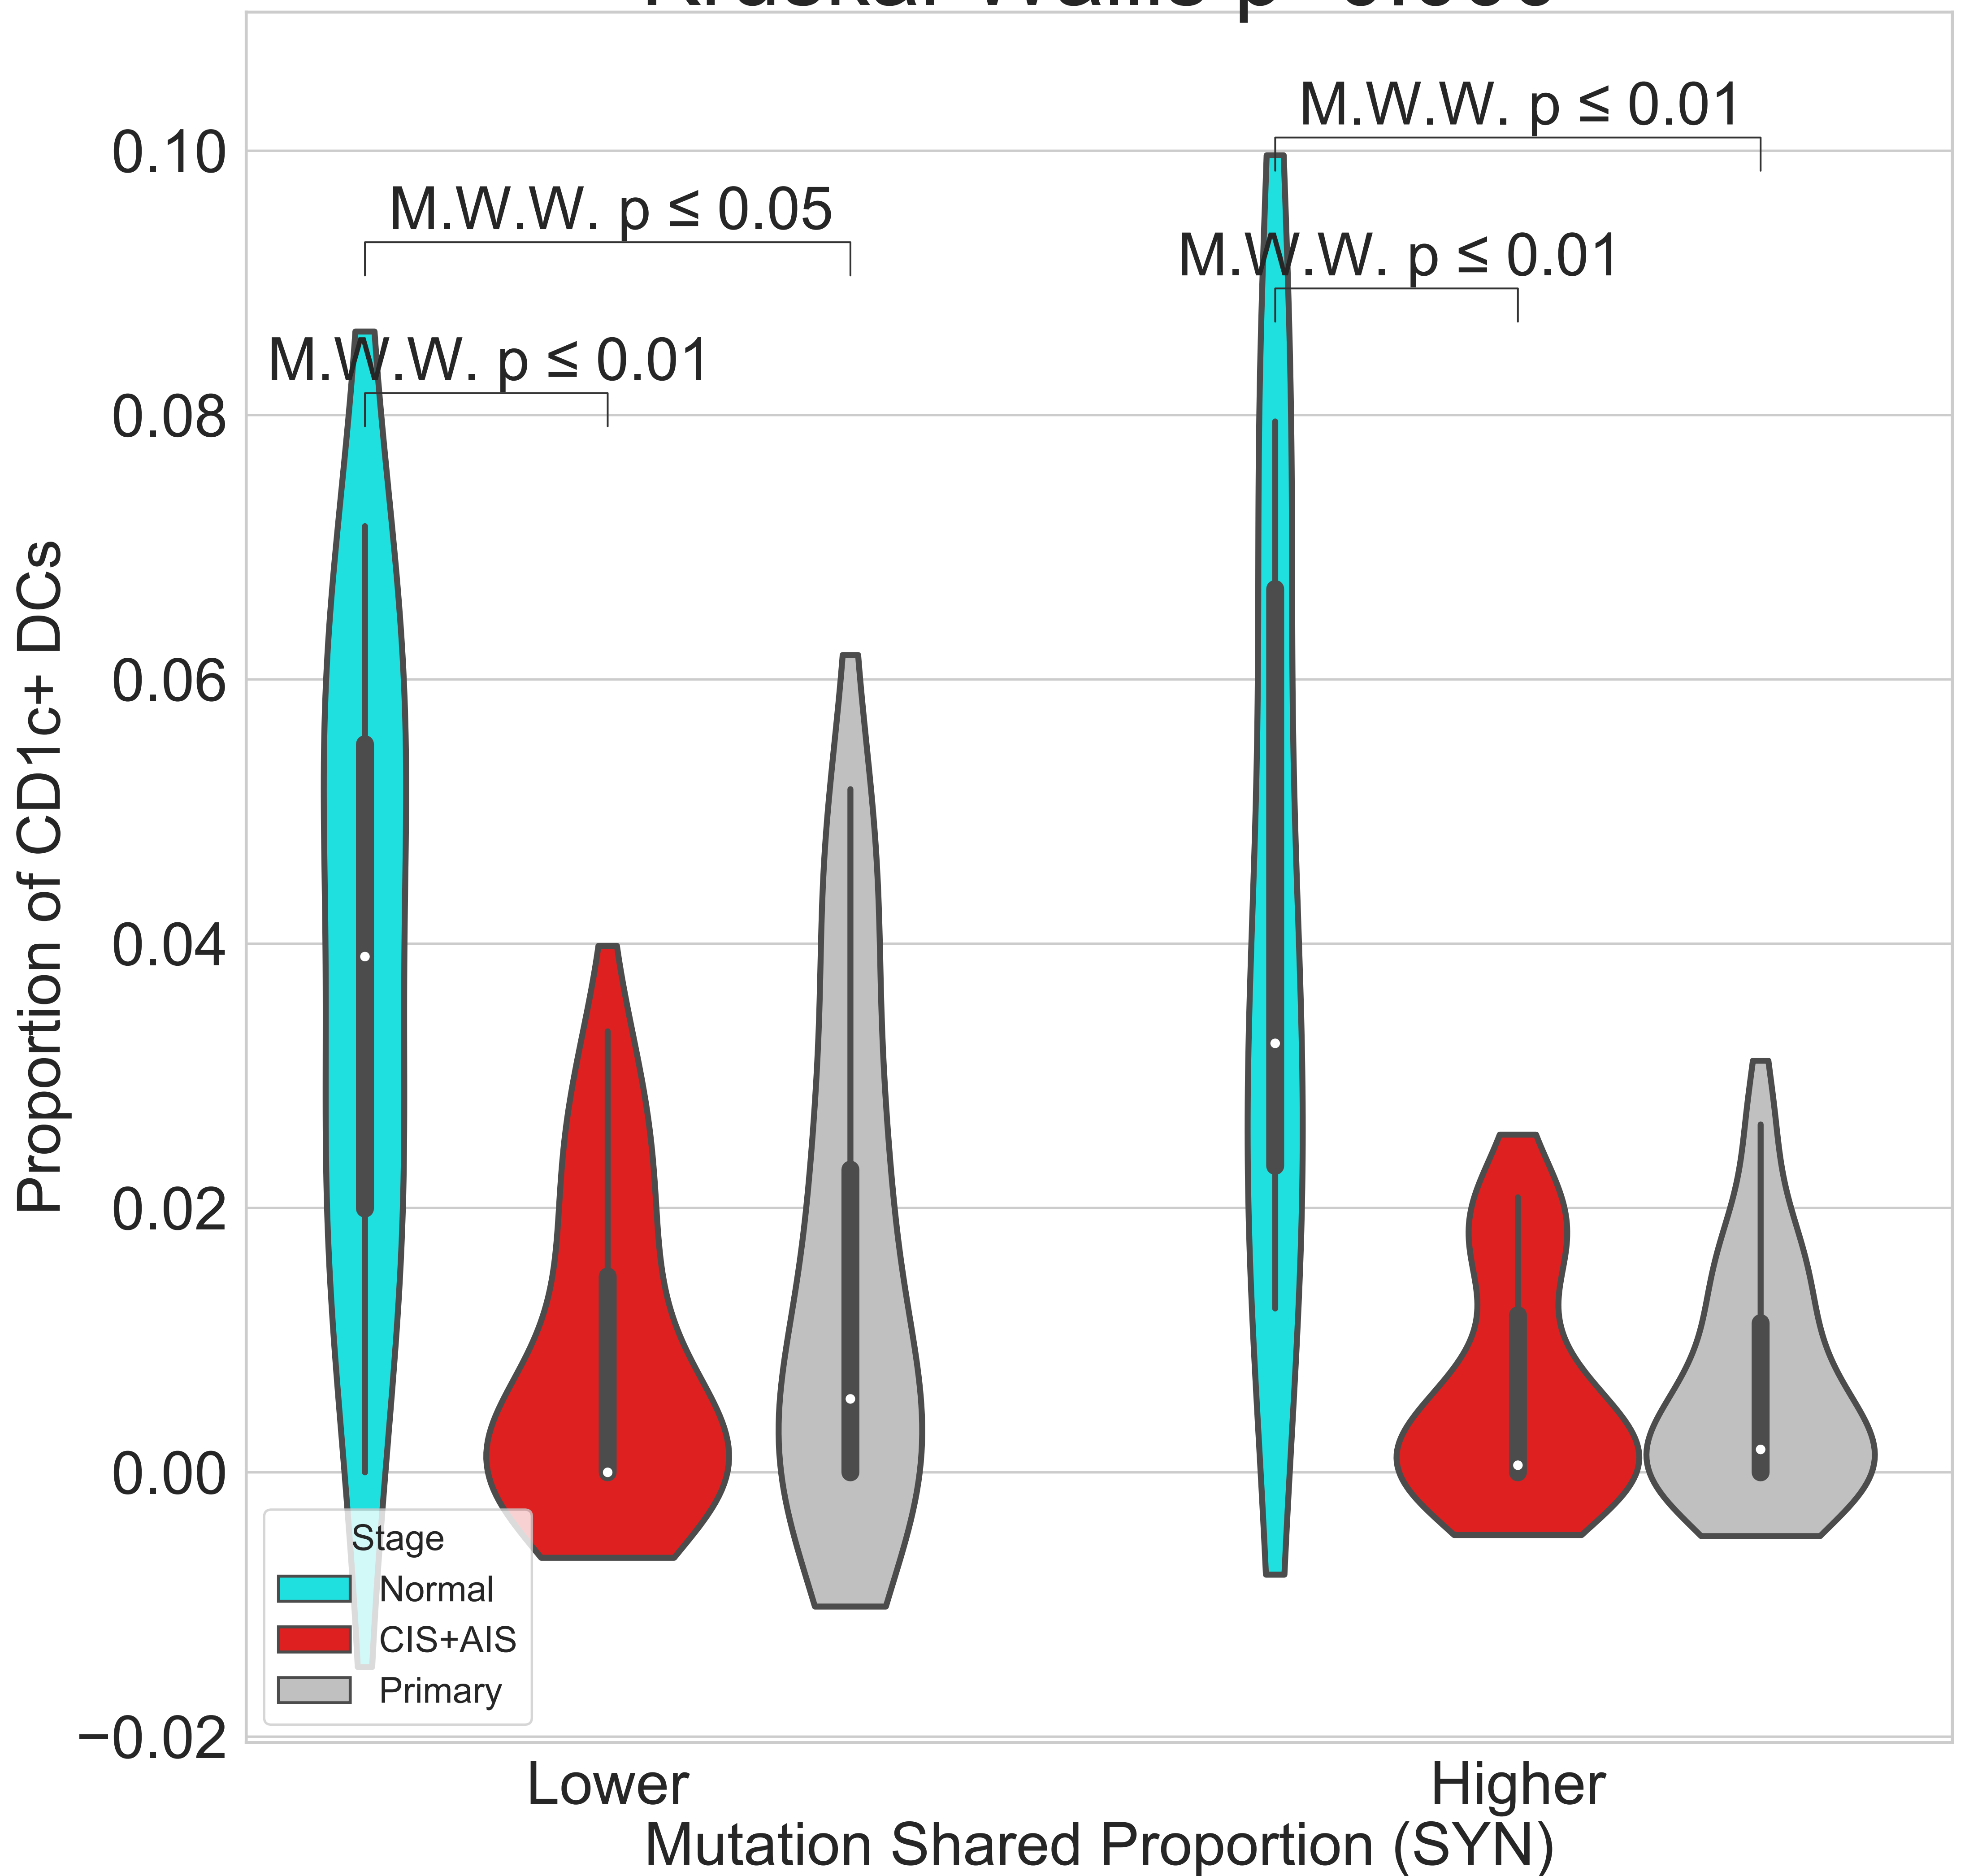 0.10
0.08
0.06
0.04
0.02
0.00
−0.02
Proportion of CD1c+ DCs
M.W.W. p ≤ 0.01
M.W.W. p ≤ 0.05
M.W.W. p ≤ 0.01
M.W.W. p ≤ 0.01
Stage
Normal
CIS+AIS
Primary
Lower
Higher
Mutation Shared Proportion (SYN)